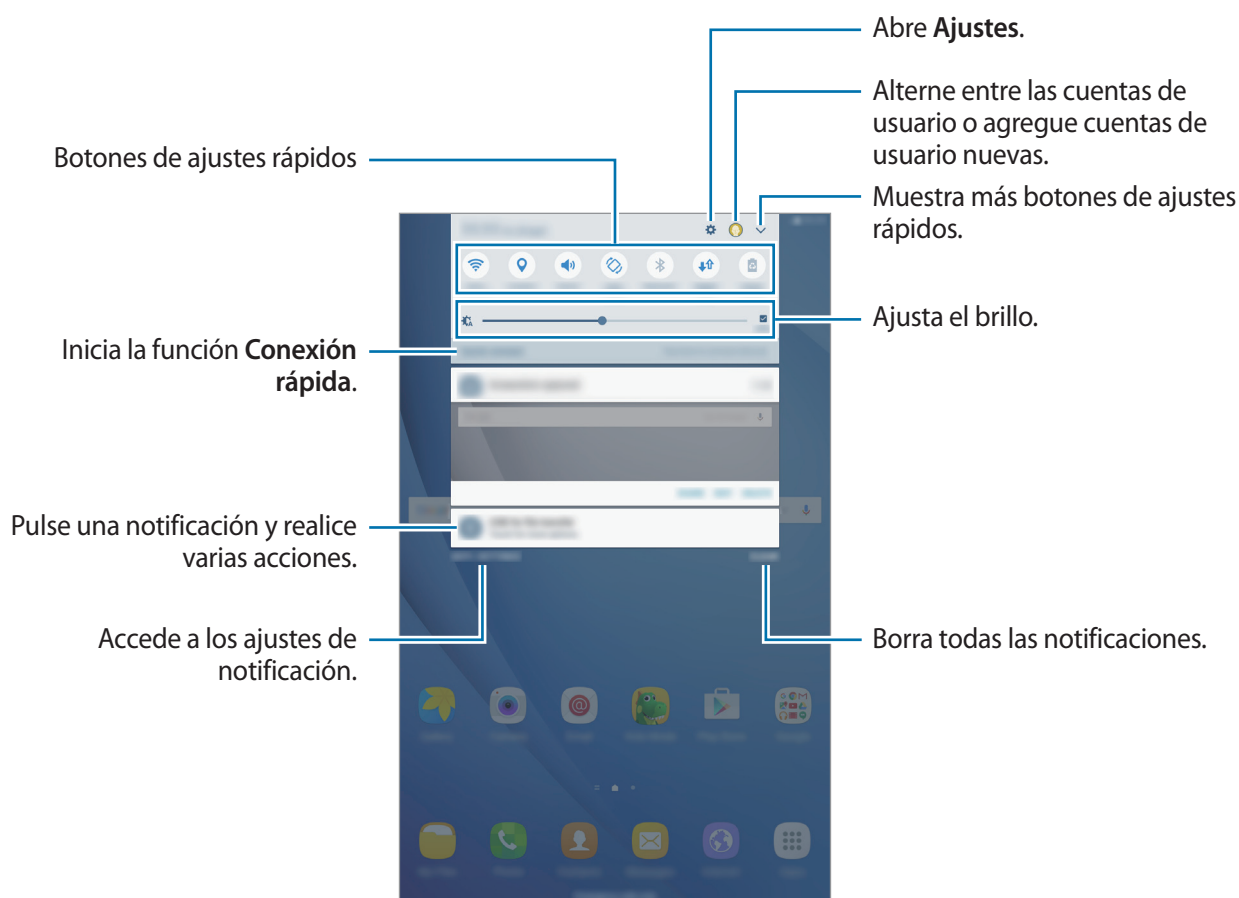 Abre Ajustes.
Alterne entre las cuentas de
usuario o agregue cuentas de
usuario nuevas.
Botones de ajustes rápidos
Muestra más botones de ajustes
rápidos.
Ajusta el brillo.
Inicia la función Conexión
rápida.
Pulse una notificación y realice
varias acciones.
Accede a los ajustes de
notificación.
Borra todas las notificaciones.